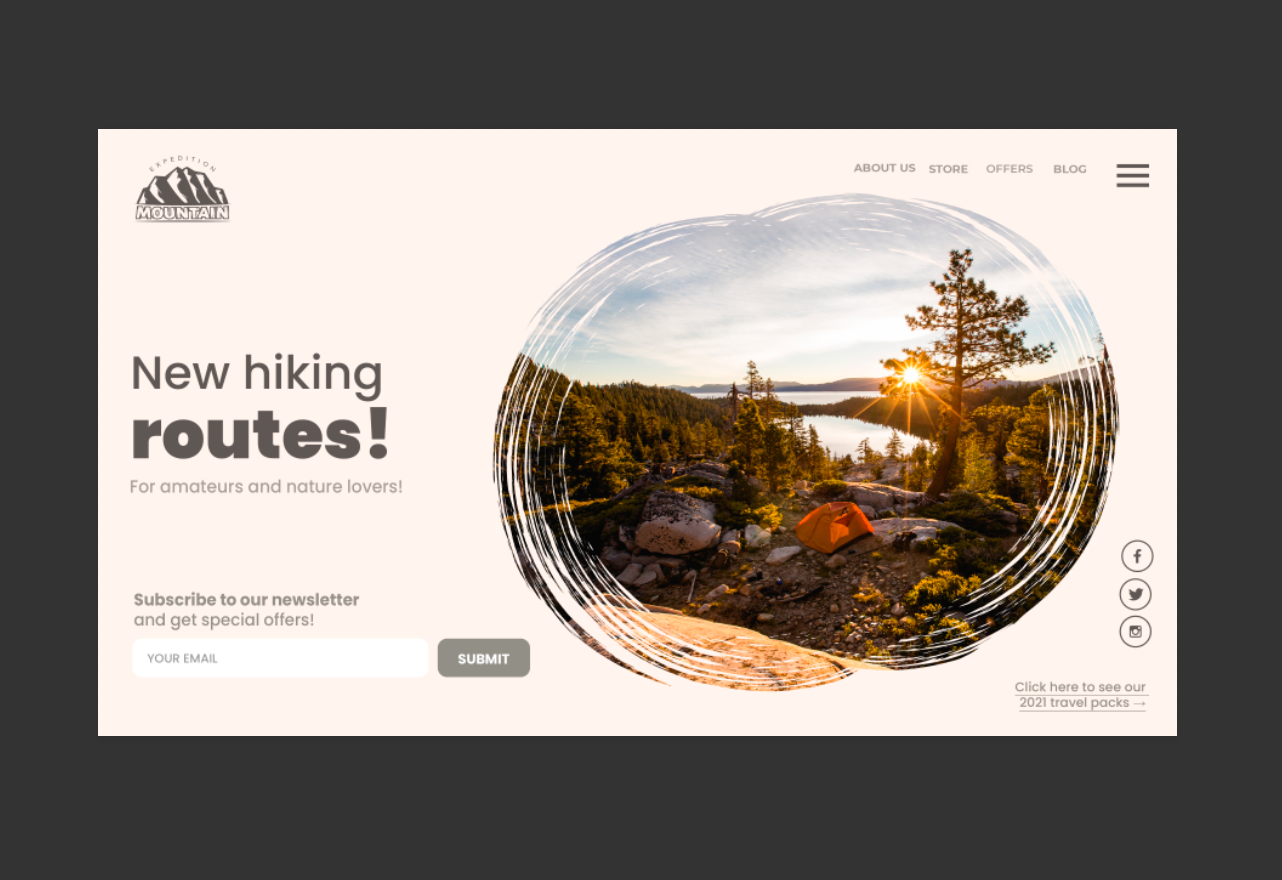 EXPEDITION
MOUNTAIN
ABOUT US STORE OFFERS BLOG
New hiking
routes!
For amateurs and nature lovers!
Subscribe to our newsletter
and get special offers!
YOUR EMAIL SUBMIT
Click here to see our
2021 travel packs →